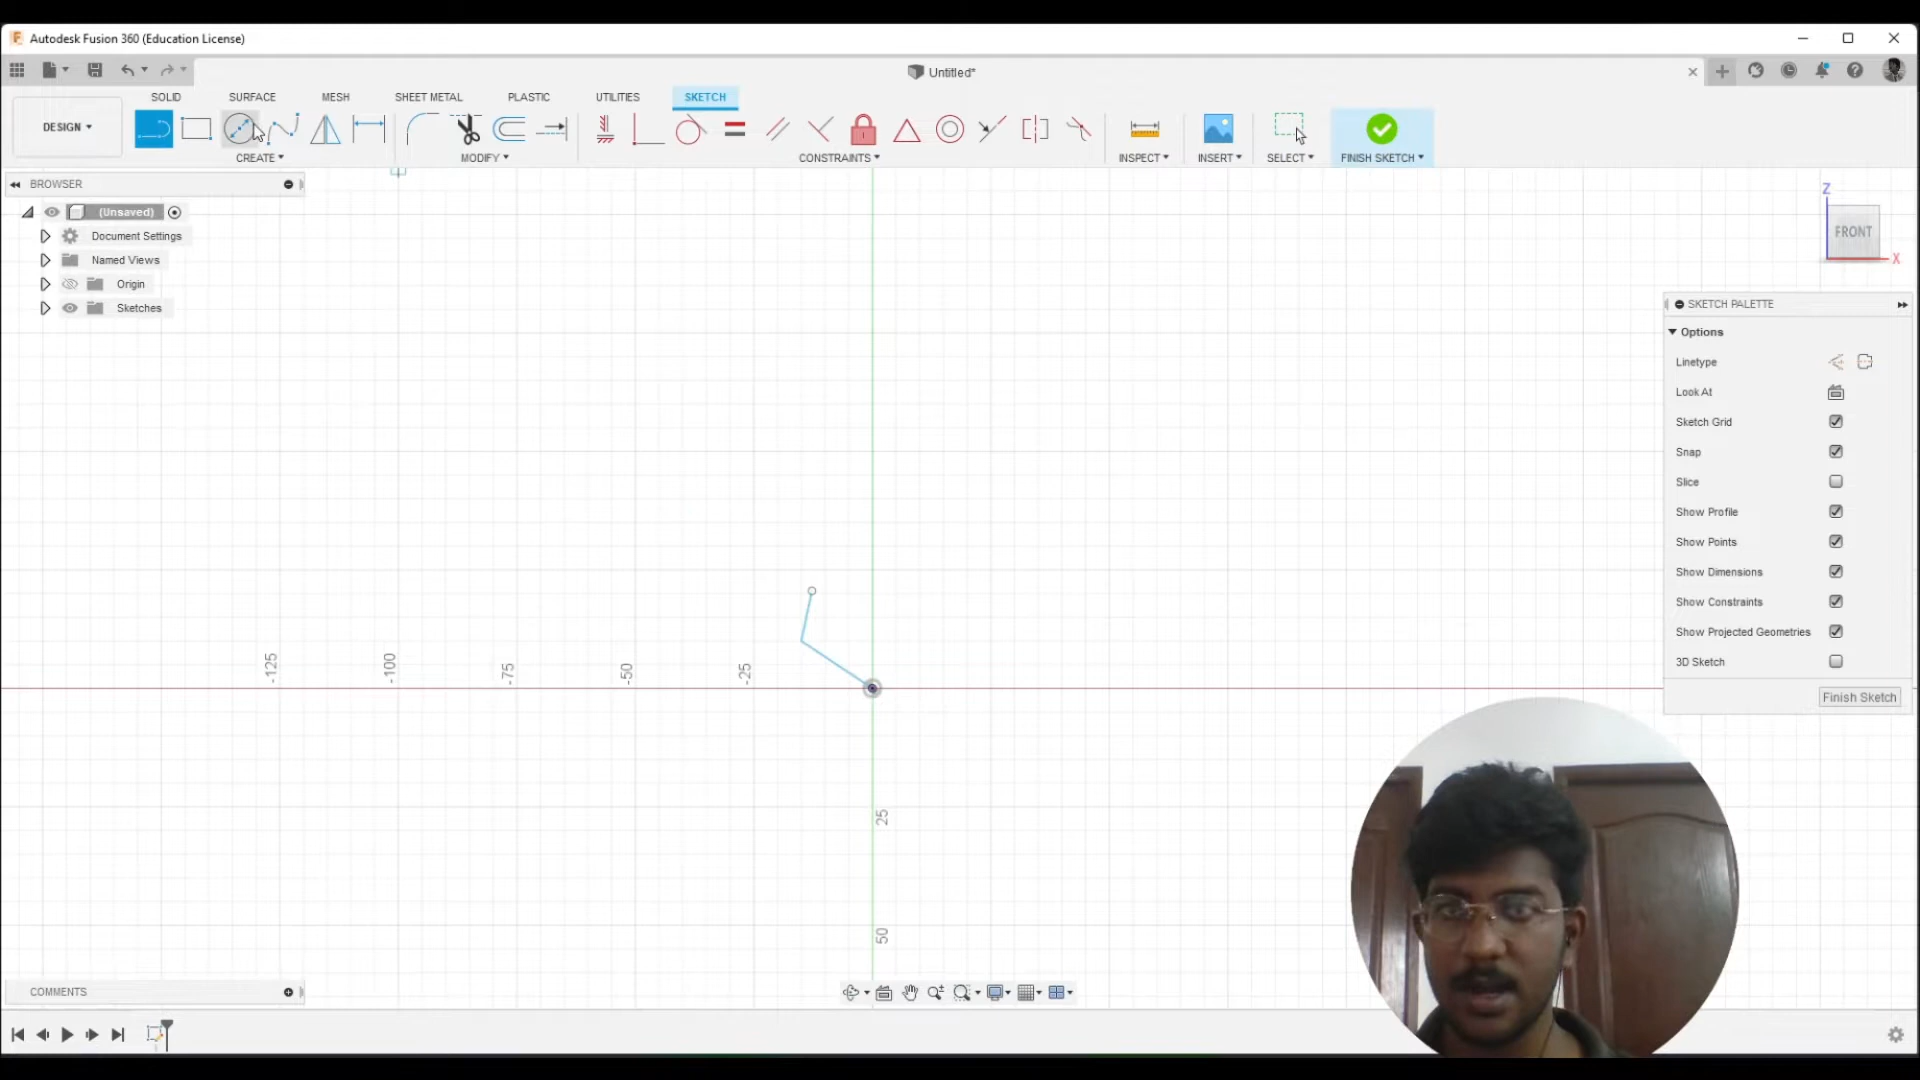 Autodesk Fusion 360 (Education License)
Untitled*
DESIGN
SOLID SURFACE MESH SHEET METAL PLASTIC UTILITIES SKETCH
CREATE MODIFY CONSTRAINTS INSPECT INSERT SELECT FINISH SKETCH
BROWSER
(Unsaved)
Document Settings
Named Views
Origin
Sketches
Z
FRONT
X
SKETCH PALETTE
Options
Linetype
Look At
Sketch Grid
Snap
Slice
Show Profile
Show Points
Show Dimensions
Show Constraints
Show Projected Geometries
3D Sketch
Finish Sketch
-125
-100
-75
-50
-25
25
50
COMMENTS